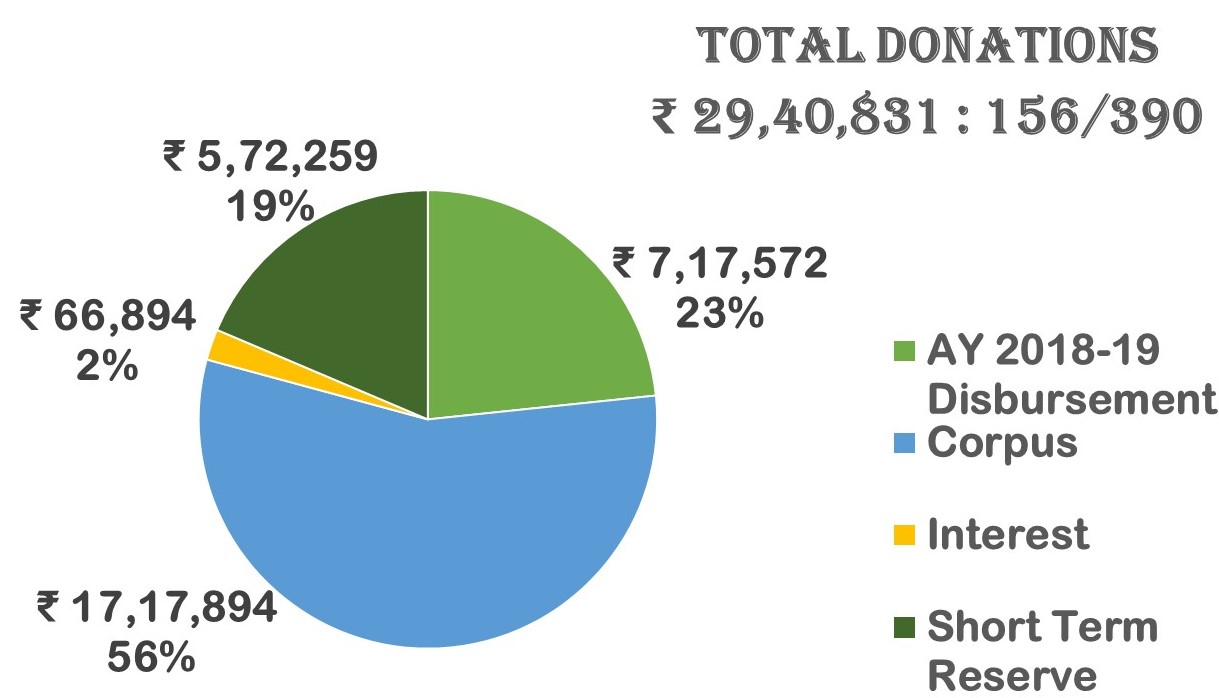 TOTAL DONATIONS
₹ 29,40,831 : 156/390
₹ 5,72,259
19%
₹ 7,17,572
23%
₹ 66,894
2%
₹ 17,17,894
56%
AY 2018-19
Disbursement
Corpus
Interest
Short Term
Reserve